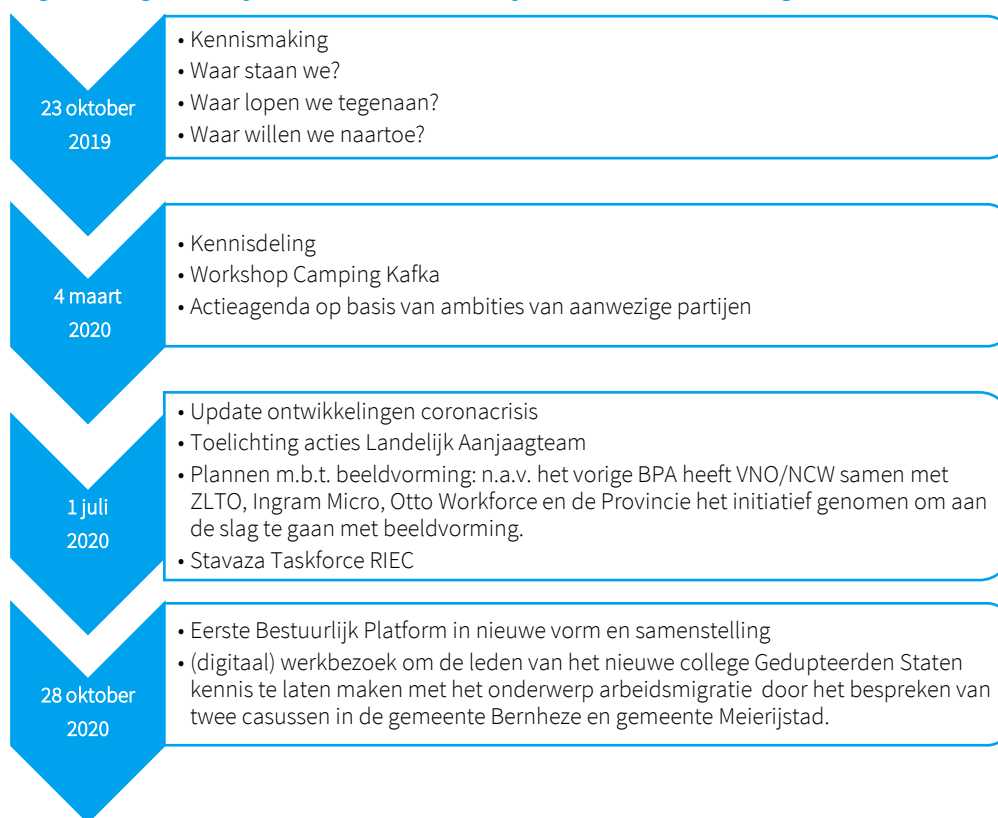 23 oktober
2019
• Kennismaking
• Waar staan we?
• Waar lopen we tegenaan?
• Waar willen we naartoe?
4 maart
2020
• Kennisdeling
• Workshop Camping Kafka
• Actieagenda op basis van ambities van aanwezige partijen
1 juli
2020
• Update ontwikkelingen coronacrisis
• Toelichting acties Landelijk Aanjaagteam
• Plannen m.b.t. beeldvorming: n.a.v. het vorige BPA heeft VNO/NCW samen met
ZLTO, Ingram Micro, Otto Workforce en de Provincie het initiatief genomen om aan
de slag te gaan met beeldvorming.
• Stavaza Taskforce RIEC
28 oktober
2020
• Eerste Bestuurlijk Platform in nieuwe vorm en samenstelling
• (digitaal) werkbezoek om de leden van het nieuwe college Gedupteerden Staten
kennis te laten maken met het onderwerp arbeidsmigratie door het bespreken van
twee casussen in de gemeente Bernheze en gemeente Meierijstad.